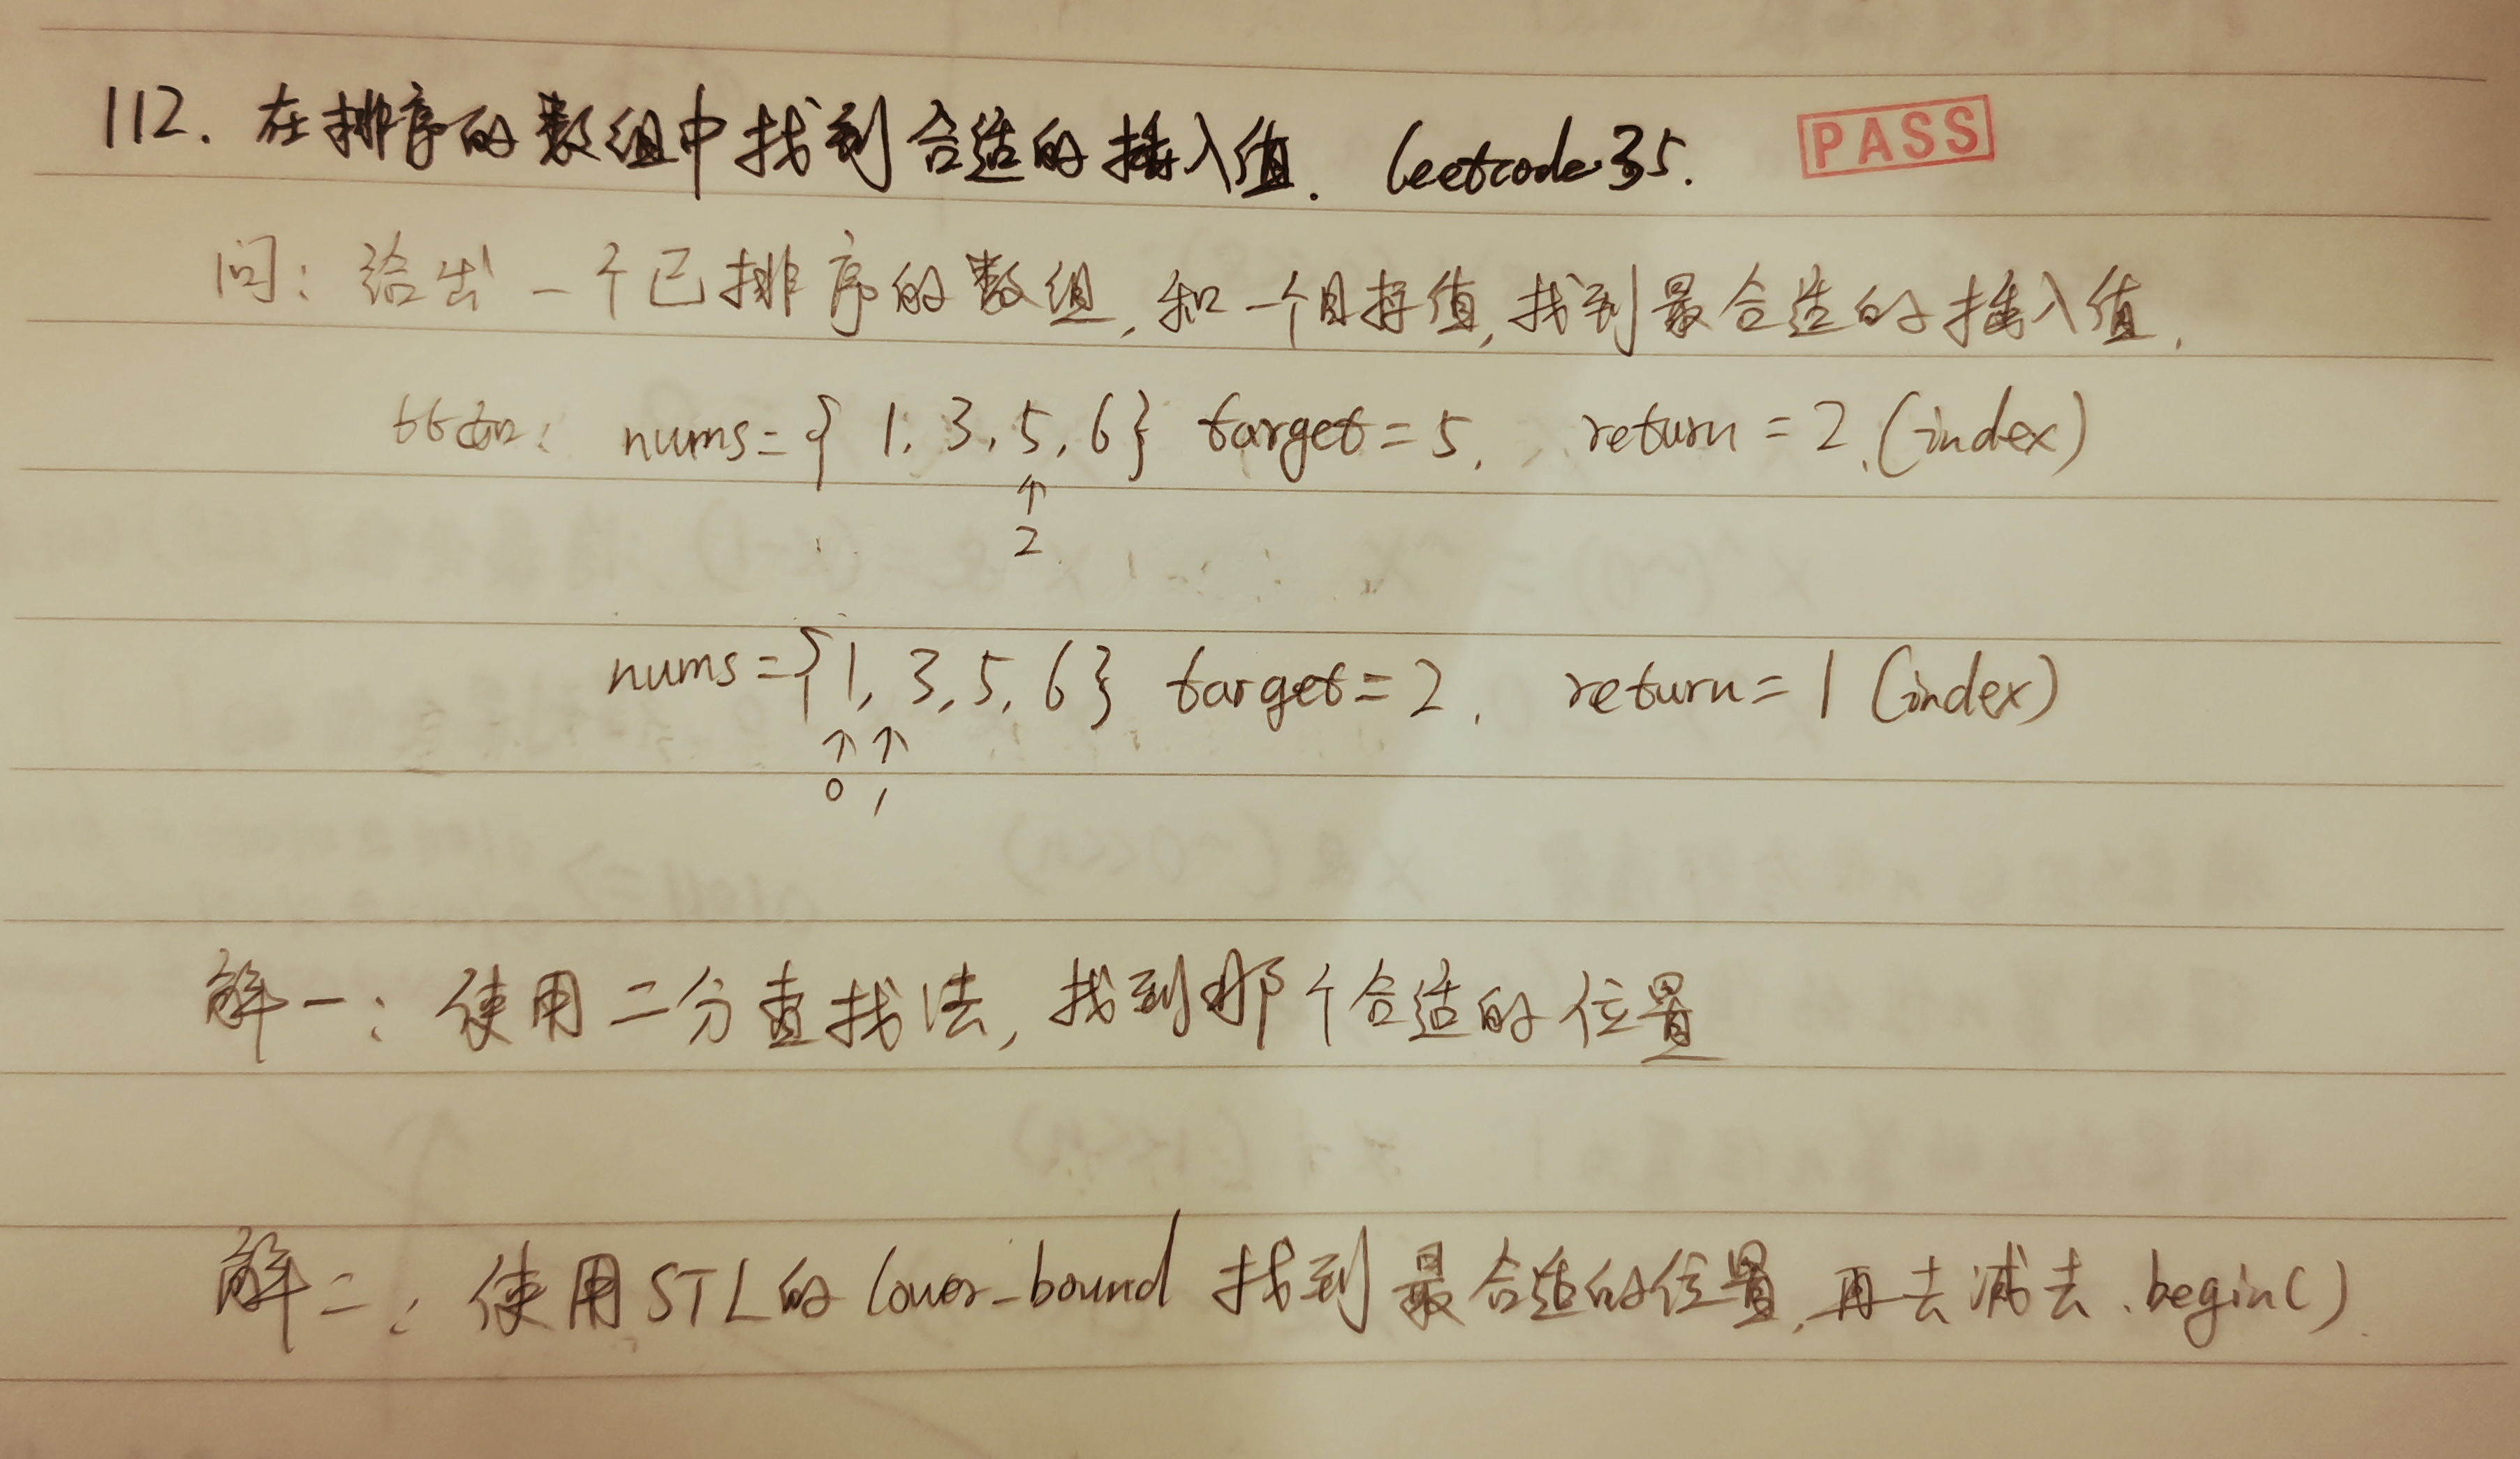 112. 在排序的数组中找到合适的插入值. leetcode 35. PASS
问: 给出一个已排序的数组, 和一个目标值, 找到最合适的插入值.
比如: nums={ 1, 3, 5, 6} target=5, return=2.(index)
↑
2
nums={1, 3, 5, 6} target=2, return=1 (index)
↑ ↑
0 1
解一: 使用二分查找法, 找到那个合适的位置
解二: 使用STL的lower_bound 找到最合适的位置, 再去减去.begin()